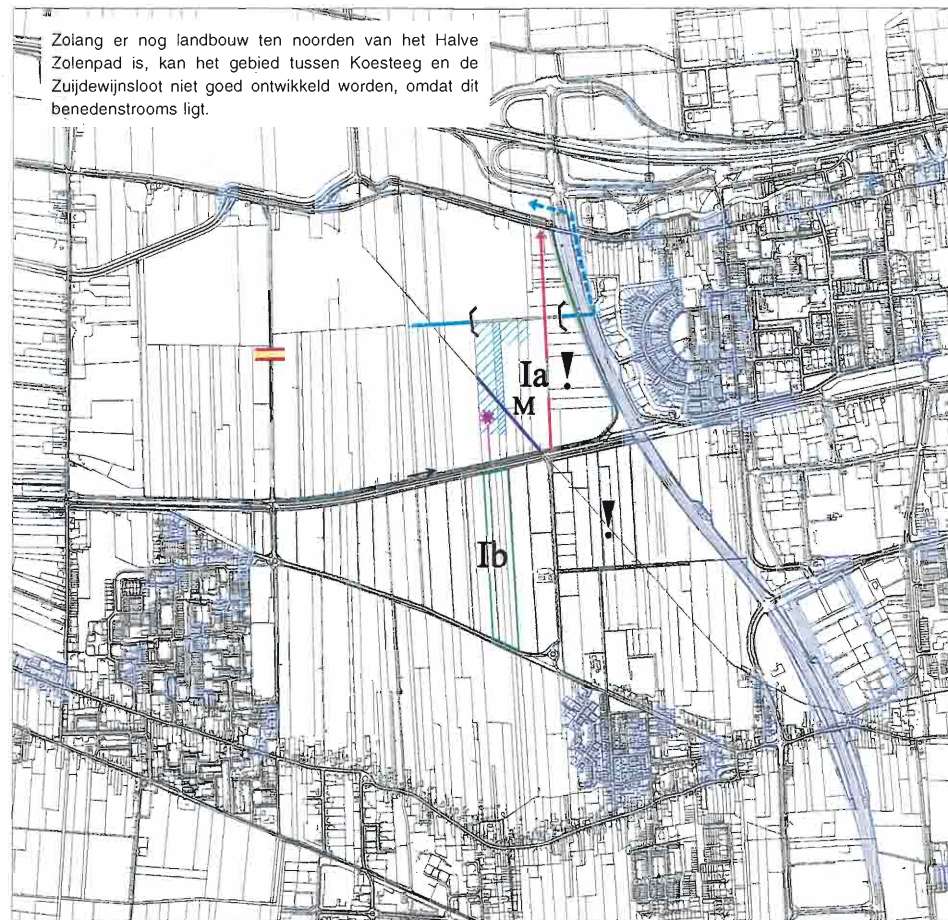 Zolang er nog landbouw ten noorden van het Halve
Zolenpad is, kan het gebied tussen Koesteeg en de
Zuijdewijnsloot niet goed ontwikkeld worden, omdat dit
benedenstrooms ligt.
Ia !
M
!
Ib